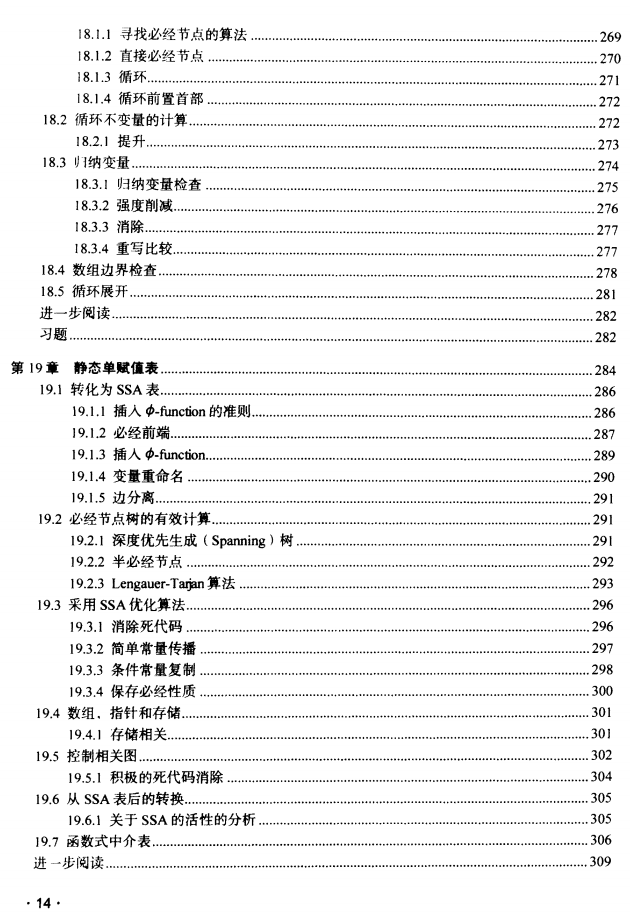 18.1.1 寻找必经节点的算法 ........ 269
18.1.2 直接必经节点 ........ 270
18.1.3 循环 ........ 271
18.1.4 循环前置首部 ........ 272
18.2 循环不变量的计算 ........ 272
18.2.1 提升 ........ 273
18.3 归纳变量 ........ 274
18.3.1 归纳变量检查 ........ 275
18.3.2 强度削减 ........ 276
18.3.3 消除 ........ 277
18.3.4 重写比较 ........ 277
18.4 数组边界检查 ........ 278
18.5 循环展开 ........ 281
进一步阅读 ........ 282
习题 ........ 282
第 19 章 静态单赋值表 ........ 284
19.1 转化为 SSA 表 ........ 286
19.1.1 插入 ϕ-function 的准则 ........ 286
19.1.2 必经前端 ........ 287
19.1.3 插入 ϕ-function ........ 289
19.1.4 变量重命名 ........ 290
19.1.5 边分离 ........ 291
19.2 必经节点树的有效计算 ........ 291
19.2.1 深度优先生成（Spanning）树 ........ 291
19.2.2 半必经节点 ........ 292
19.2.3 Lengauer-Tarjan 算法 ........ 293
19.3 采用 SSA 优化算法 ........ 296
19.3.1 消除死代码 ........ 296
19.3.2 简单常量传播 ........ 297
19.3.3 条件常量复制 ........ 298
19.3.4 保存必经性质 ........ 300
19.4 数组、指针和存储 ........ 301
19.4.1 存储相关 ........ 301
19.5 控制相关图 ........ 302
19.5.1 积极的死代码消除 ........ 304
19.6 从 SSA 表后的转换 ........ 305
19.6.1 关于 SSA 的活性的分析 ........ 305
19.7 函数式中介表 ........ 306
进一步阅读 ........ 309
· 14 ·